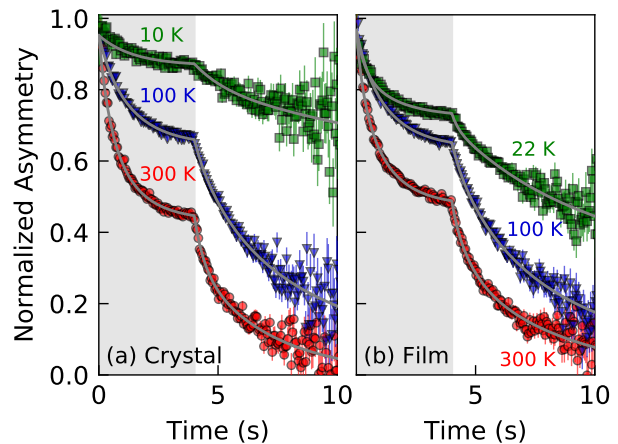 Normalized Asymmetry
1.0
0.8
0.6
0.4
0.2
0.0
10 K
100 K
300 K
(a) Crystal
0
5
10
Time (s)
22 K
100 K
300 K
(b) Film
5
10
Time (s)